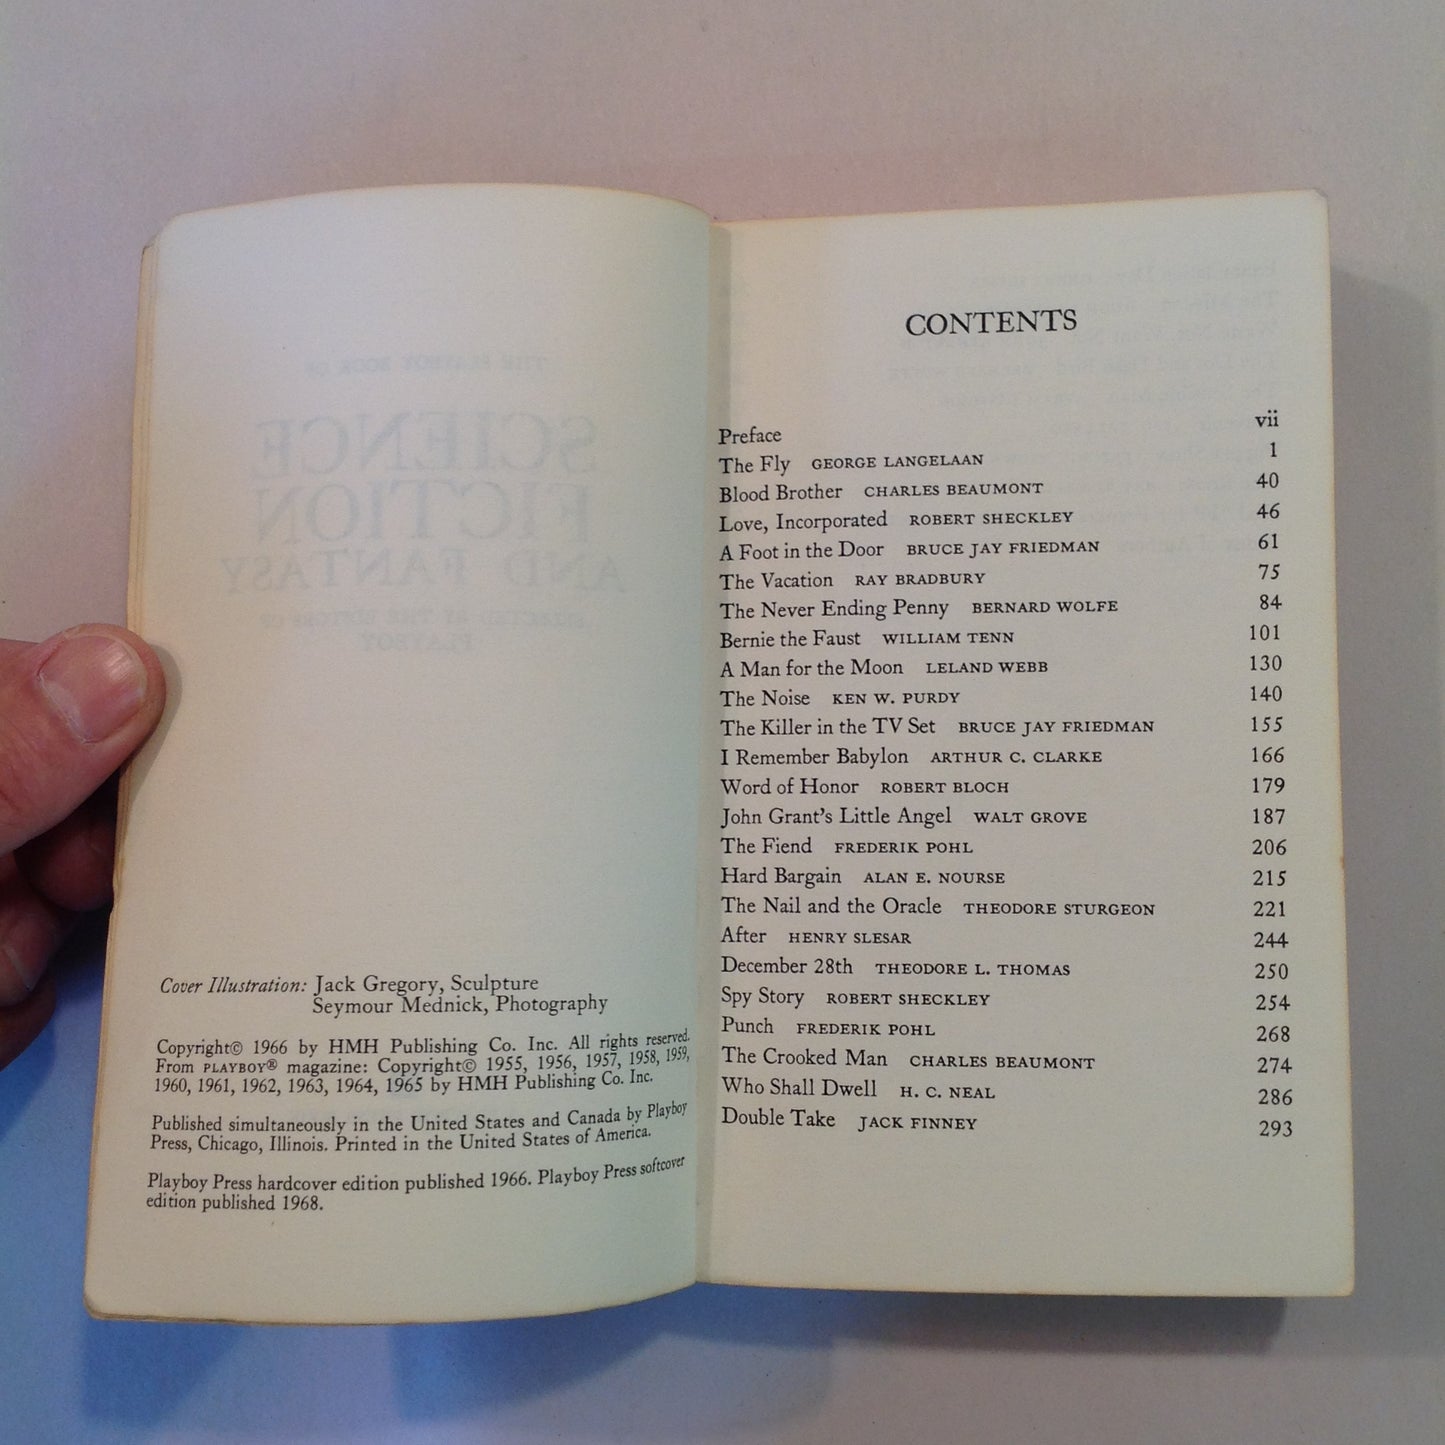 Cover Illustration: Jack Gregory, Sculpture
Seymour Mednick, Photography
Copyright© 1966 by HMH Publishing Co. Inc. All rights reserved.
From PLAYBOY® magazine: Copyright© 1955, 1956, 1957, 1958, 1959,
1960, 1961, 1962, 1963, 1964, 1965 by HMH Publishing Co. Inc.
Published simultaneously in the United States and Canada by Playboy
Press, Chicago, Illinois. Printed in the United States of America.
Playboy Press hardcover edition published 1966. Playboy Press softcover
edition published 1968.
CONTENTS
Preface vii
The Fly GEORGE LANGELAAN 1
Blood Brother CHARLES BEAUMONT 40
Love, Incorporated ROBERT SHECKLEY 46
A Foot in the Door BRUCE JAY FRIEDMAN 61
The Vacation RAY BRADBURY 75
The Never Ending Penny BERNARD WOLFE 84
Bernie the Faust WILLIAM TENN 101
A Man for the Moon LELAND WEBB 130
The Noise KEN W. PURDY 140
The Killer in the TV Set BRUCE JAY FRIEDMAN 155
I Remember Babylon ARTHUR C. CLARKE 166
Word of Honor ROBERT BLOCH 179
John Grant's Little Angel WALT GROVE 187
The Fiend FREDERIK POHL 206
Hard Bargain ALAN E. NOURSE 215
The Nail and the Oracle THEODORE STURGEON 221
After HENRY SLESAR 244
December 28th THEODORE L. THOMAS 250
Spy Story ROBERT SHECKLEY 254
Punch FREDERIK POHL 268
The Crooked Man CHARLES BEAUMONT 274
Who Shall Dwell H. C. NEAL 286
Double Take JACK FINNEY 293